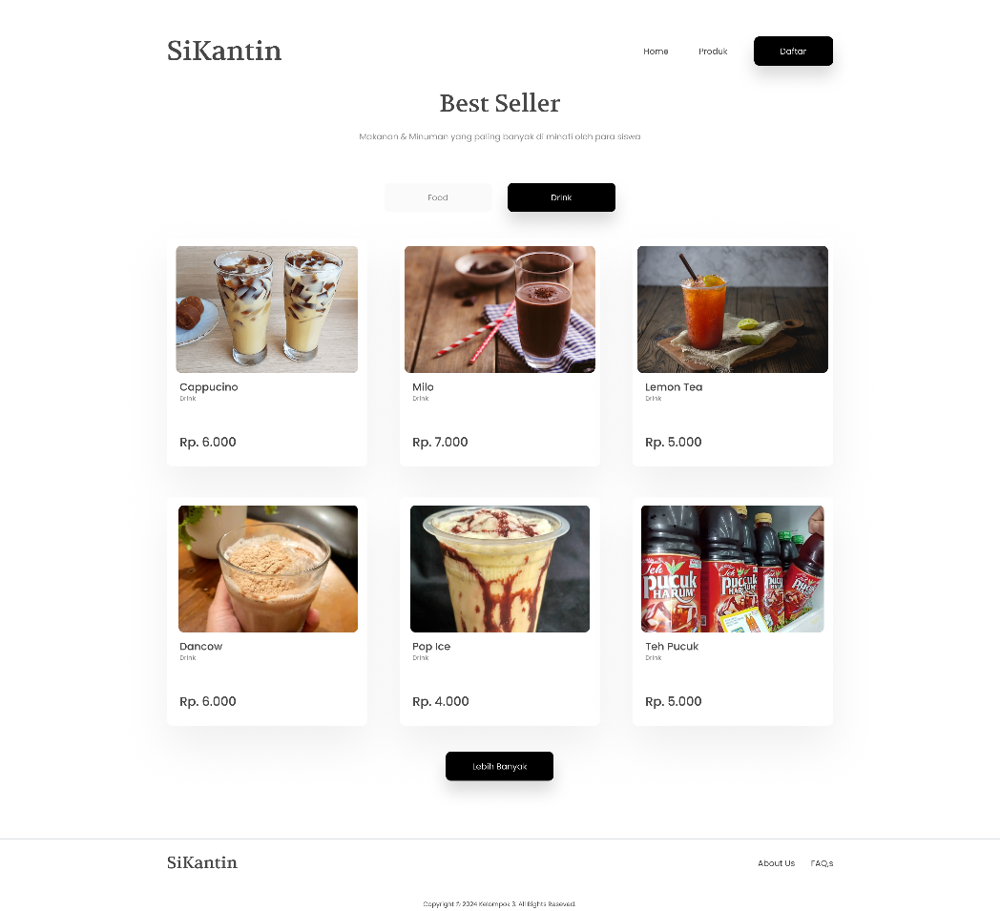 SiKantin
Home
Produk
Daftar
Best Seller
Makanan & Minuman yang paling banyak di minati oleh para siswa
Food
Drink
Cappucino
Drink
Rp. 6.000
Milo
Drink
Rp. 7.000
Lemon Tea
Drink
Rp. 5.000
Dancow
Drink
Rp. 6.000
Pop Ice
Drink
Rp. 4.000
Teh
pucuk
HARUM
Teh
pucuk
HARUM
Teh Pucuk
Drink
Rp. 5.000
Lebih Banyak
SiKantin
About Us
FAQ,s
Copyright © 2024 Kelompok 3. All Rights Reseved.